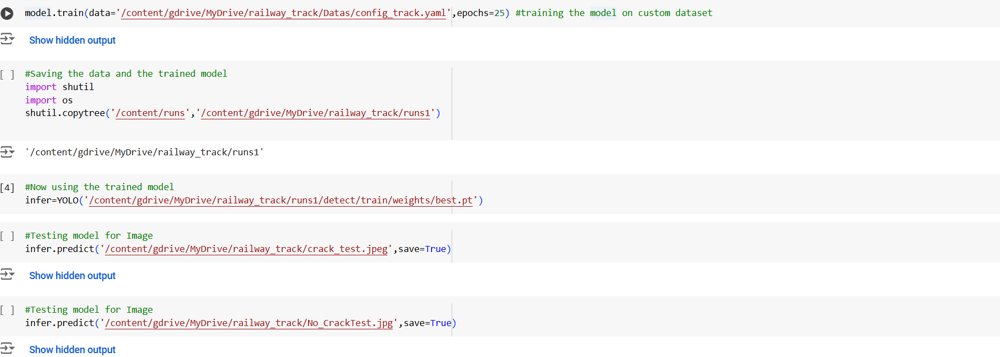 model.train(data='/content/gdrive/MyDrive/railway_track/Datas/config_track.yaml',epochs=25) #training the model on custom dataset
Show hidden output
[ ] #Saving the data and the trained model
import shutil
import os
shutil.copytree('/content/runs','/content/gdrive/MyDrive/railway_track/runs1')
'/content/gdrive/MyDrive/railway_track/runs1'
[4] #Now using the trained model
infer=YOLO('/content/gdrive/MyDrive/railway_track/runs1/detect/train/weights/best.pt')
[ ] #Testing model for Image
infer.predict('/content/gdrive/MyDrive/railway_track/crack_test.jpeg',save=True)
Show hidden output
[ ] #Testing model for Image
infer.predict('/content/gdrive/MyDrive/railway_track/No_CrackTest.jpg',save=True)
Show hidden output